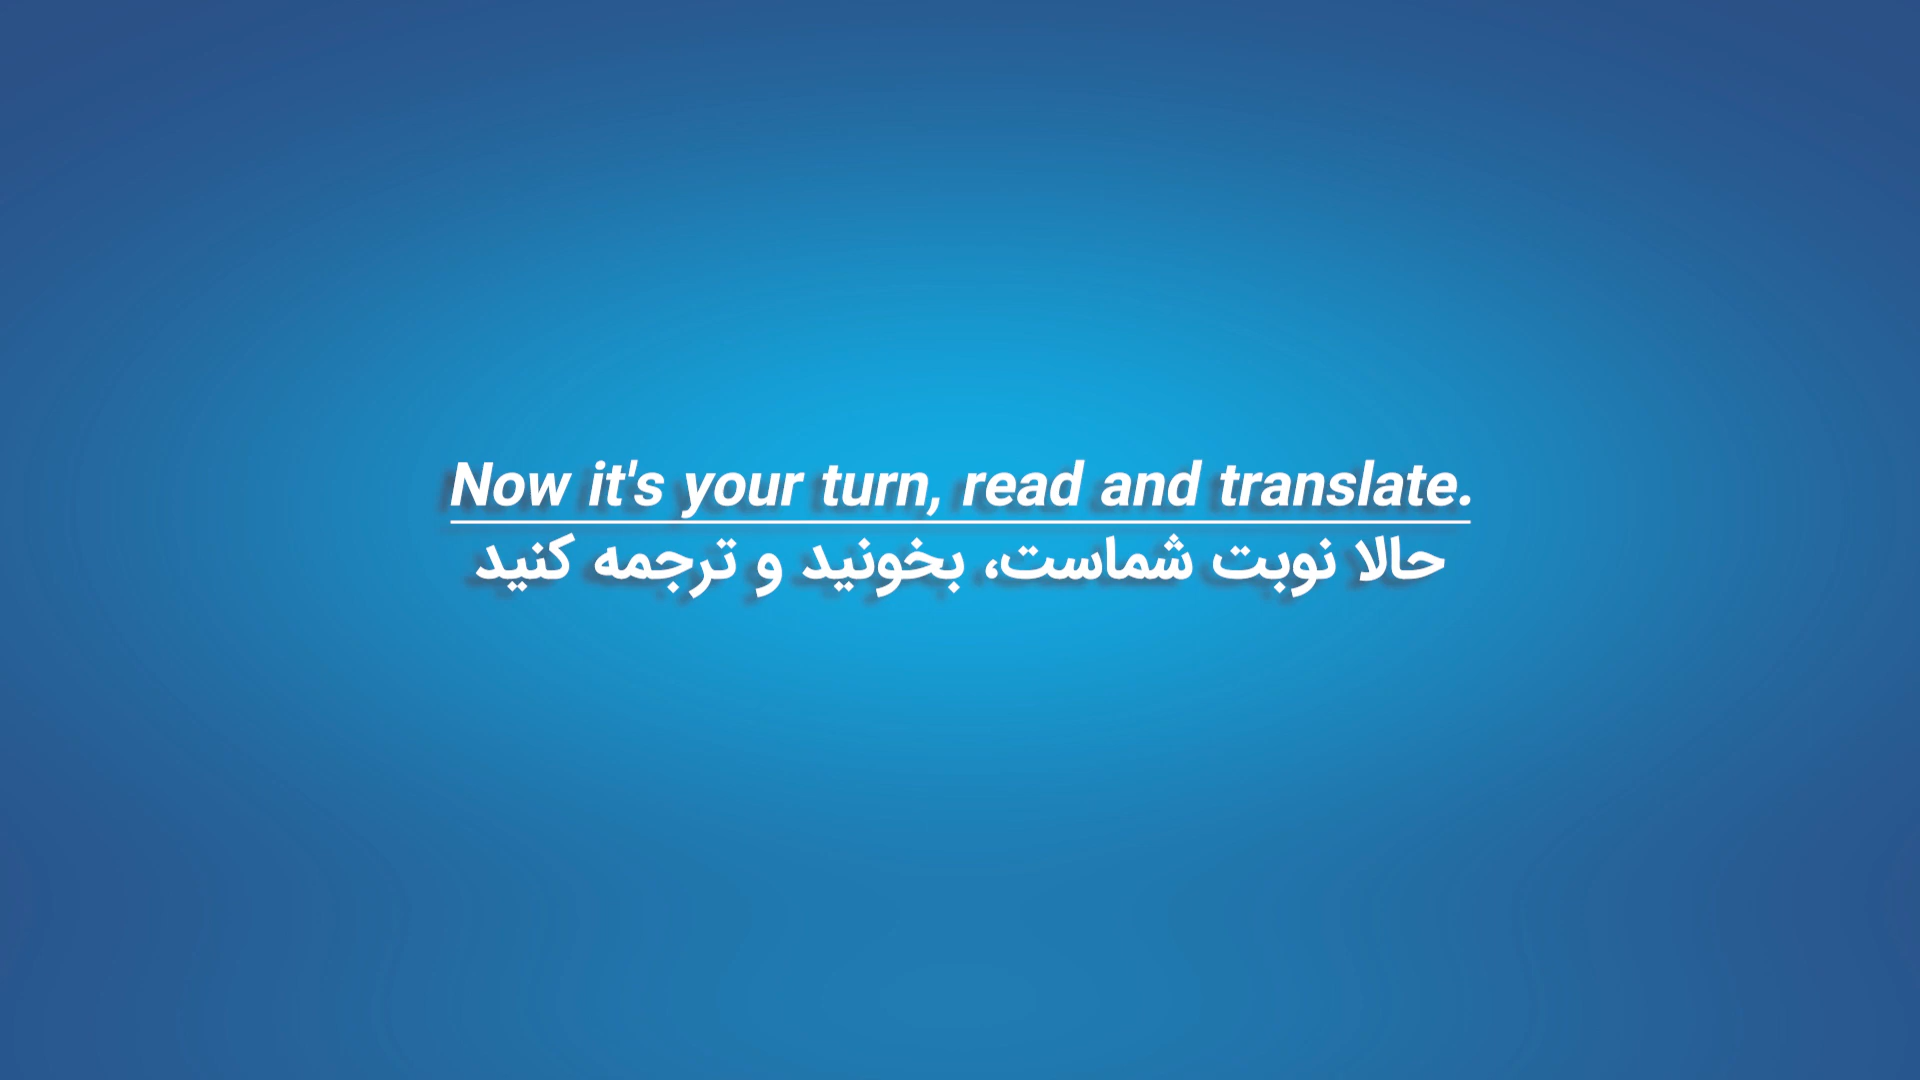 Now it's your turn, read and translate.
حالا نوبت شماست، بخونید و ترجمه کنید